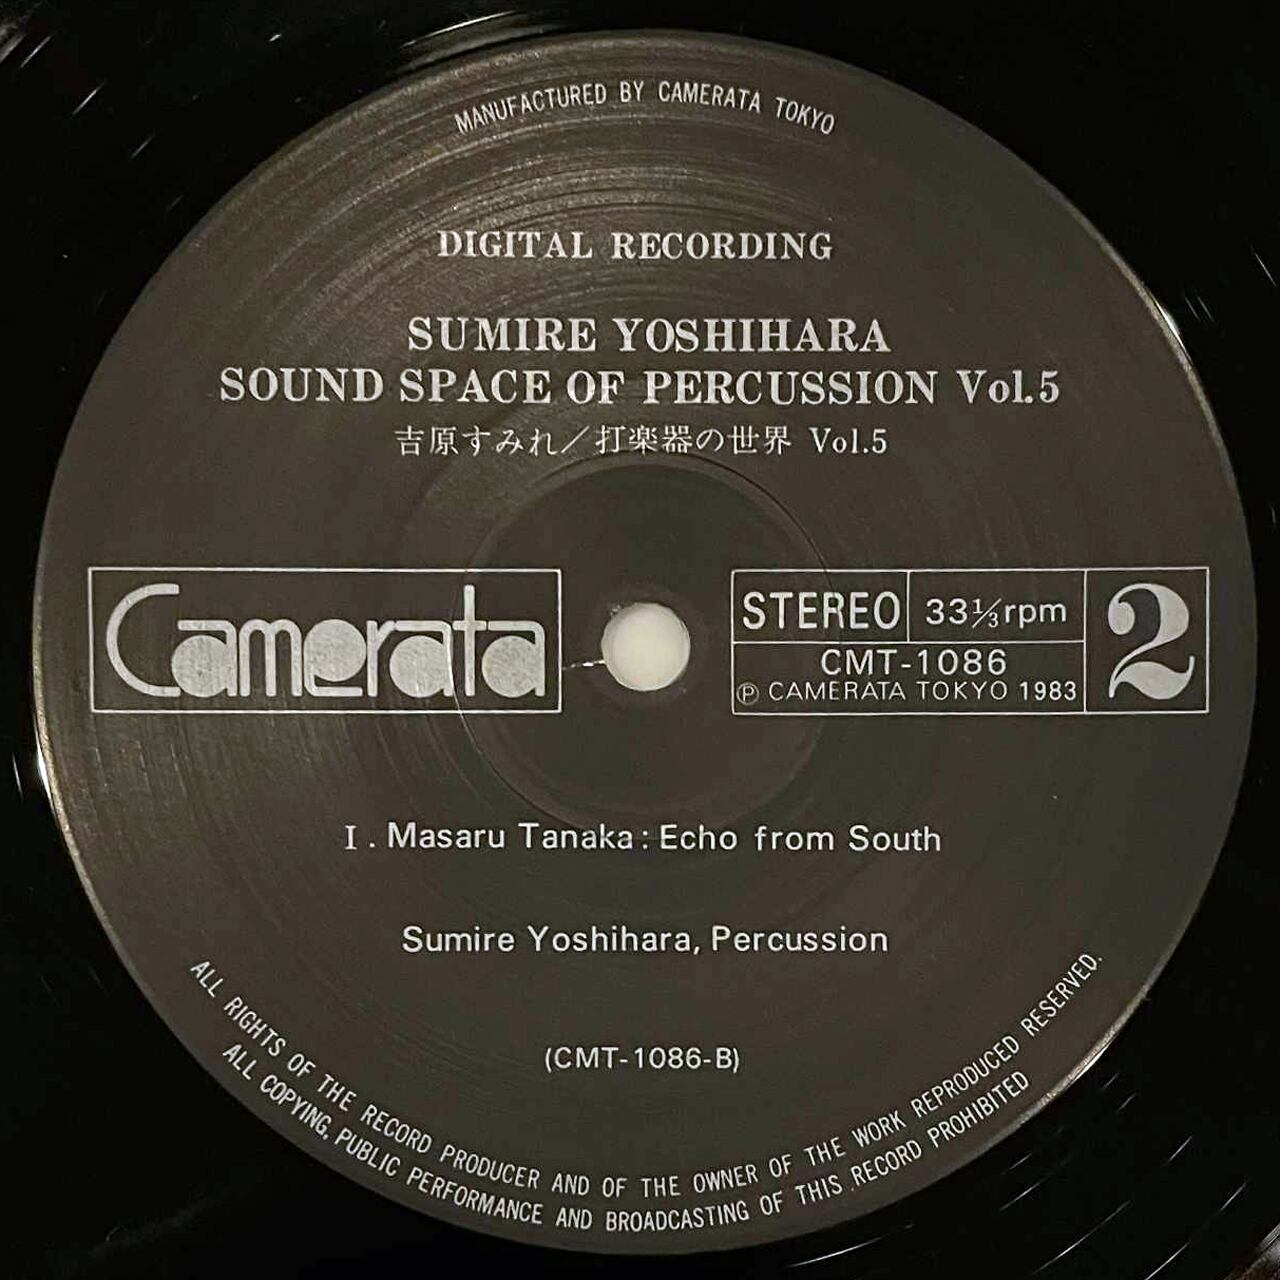 MANUFACTURED BY CAMERATA TOKYO
DIGITAL RECORDING
SUMIRE YOSHIHARA
SOUND SPACE OF PERCUSSION Vol.5
吉原すみれ／打楽器の世界 Vol.5
Camerata
STEREO 33⅓rpm
CMT-1086
Ⓟ CAMERATA TOKYO 1983
2
I. Masaru Tanaka: Echo from South
Sumire Yoshihara, Percussion
(CMT-1086-B)
ALL RIGHTS OF THE RECORD PRODUCER AND OF THE OWNER OF THE WORK REPRODUCED RESERVED.
ALL COPYING, PUBLIC PERFORMANCE AND BROADCASTING OF THIS RECORD PROHIBITED